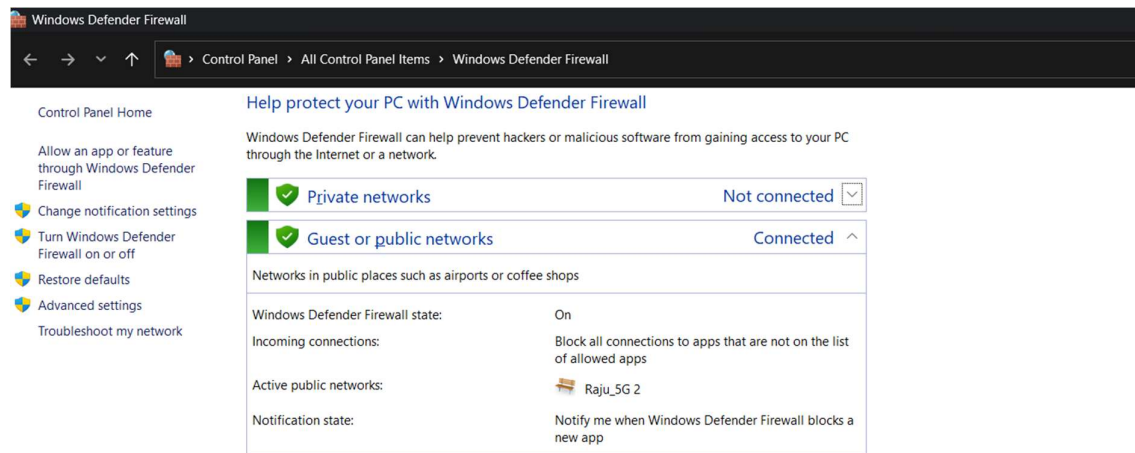 Windows Defender Firewall
Control Panel > All Control Panel Items > Windows Defender Firewall
Control Panel Home
Allow an app or feature
through Windows Defender
Firewall
Change notification settings
Turn Windows Defender
Firewall on or off
Restore defaults
Advanced settings
Troubleshoot my network
Help protect your PC with Windows Defender Firewall
Windows Defender Firewall can help prevent hackers or malicious software from gaining access to your PC
through the Internet or a network.
Private networks Not connected
Guest or public networks Connected
Networks in public places such as airports or coffee shops
Windows Defender Firewall state: On
Incoming connections: Block all connections to apps that are not on the list
of allowed apps
Active public networks: Raju_5G 2
Notification state: Notify me when Windows Defender Firewall blocks a
new app